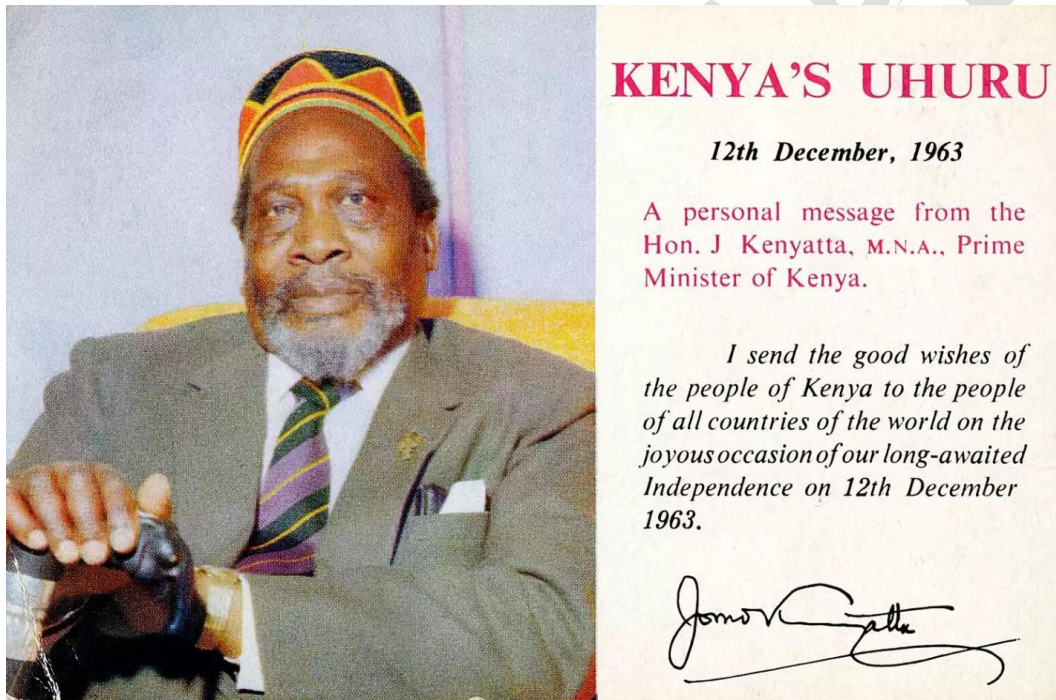 KENYA'S UHURU
12th December, 1963
A personal message from the
Hon. J Kenyatta, M.N.A., Prime
Minister of Kenya.
I send the good wishes of
the people of Kenya to the people
of all countries of the world on the
joyous occasion of our long-awaited
Independence on 12th December
1963.
Jomo Kenyatta